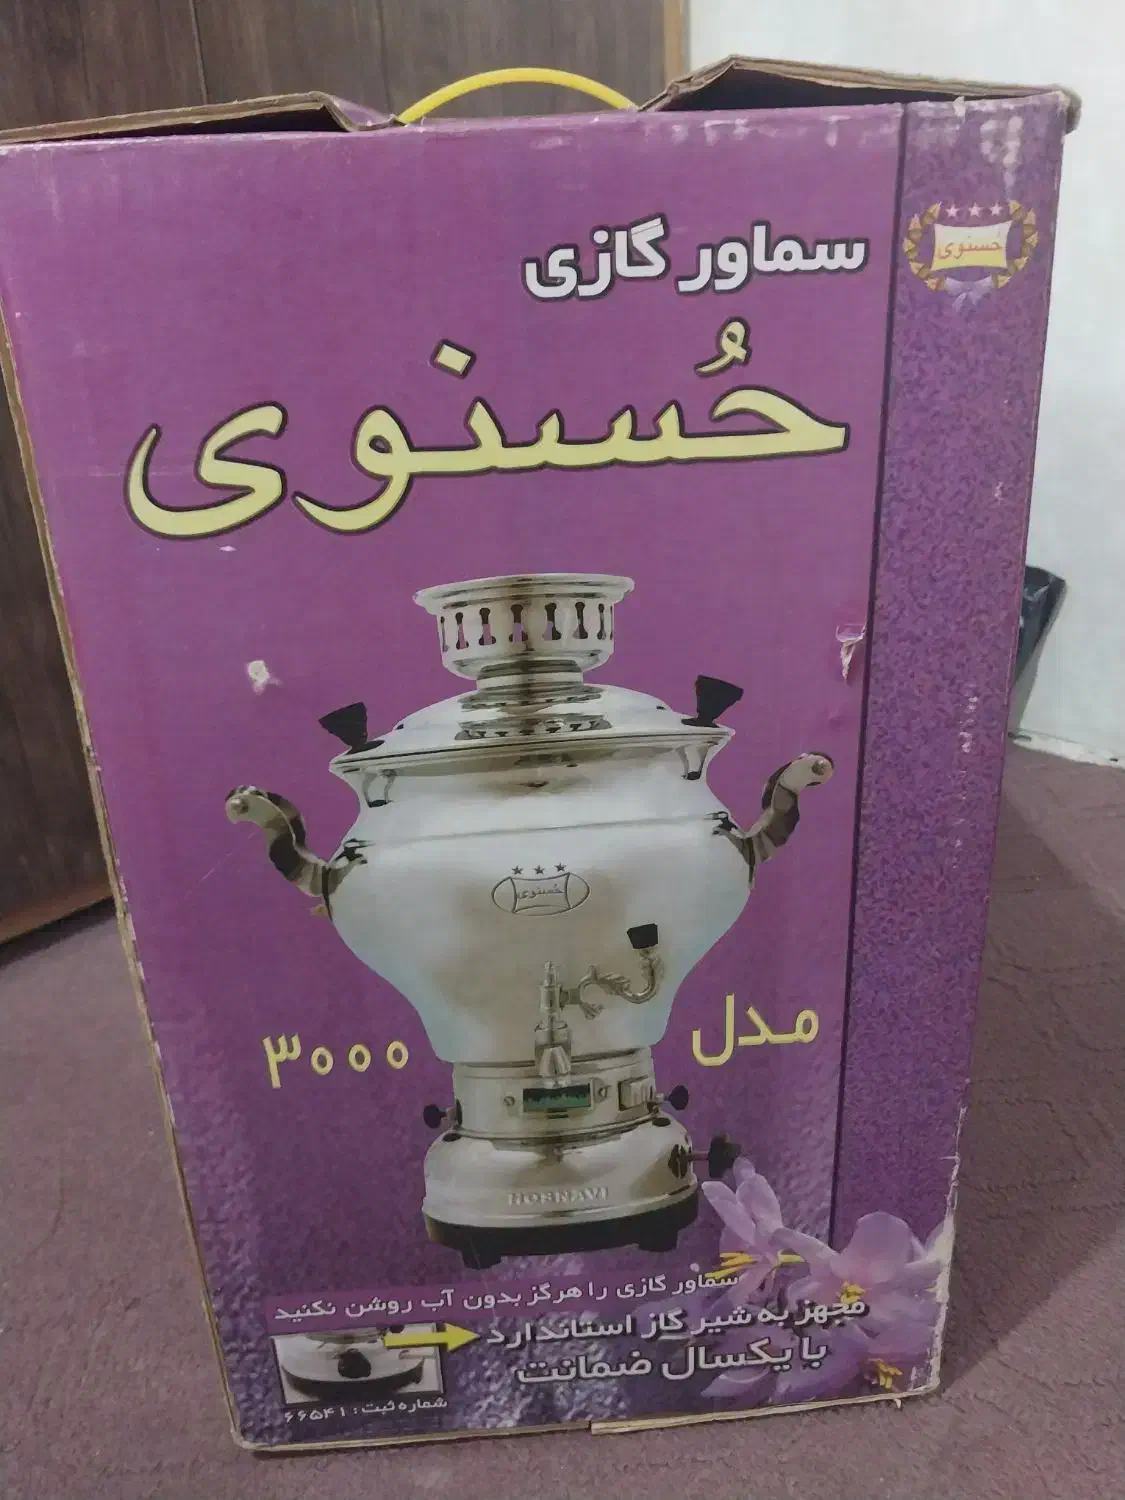 سماور گازی
حُسنوی
حسنوی
حسنوی
مدل ۳۰۰۰
HOSNAVI
سماور گازی را هرگز بدون آب روشن نکنید
مجهز به شیر گاز استاندارد
با یکسال ضمانت
شماره ثبت: ۶۶۵۴۱